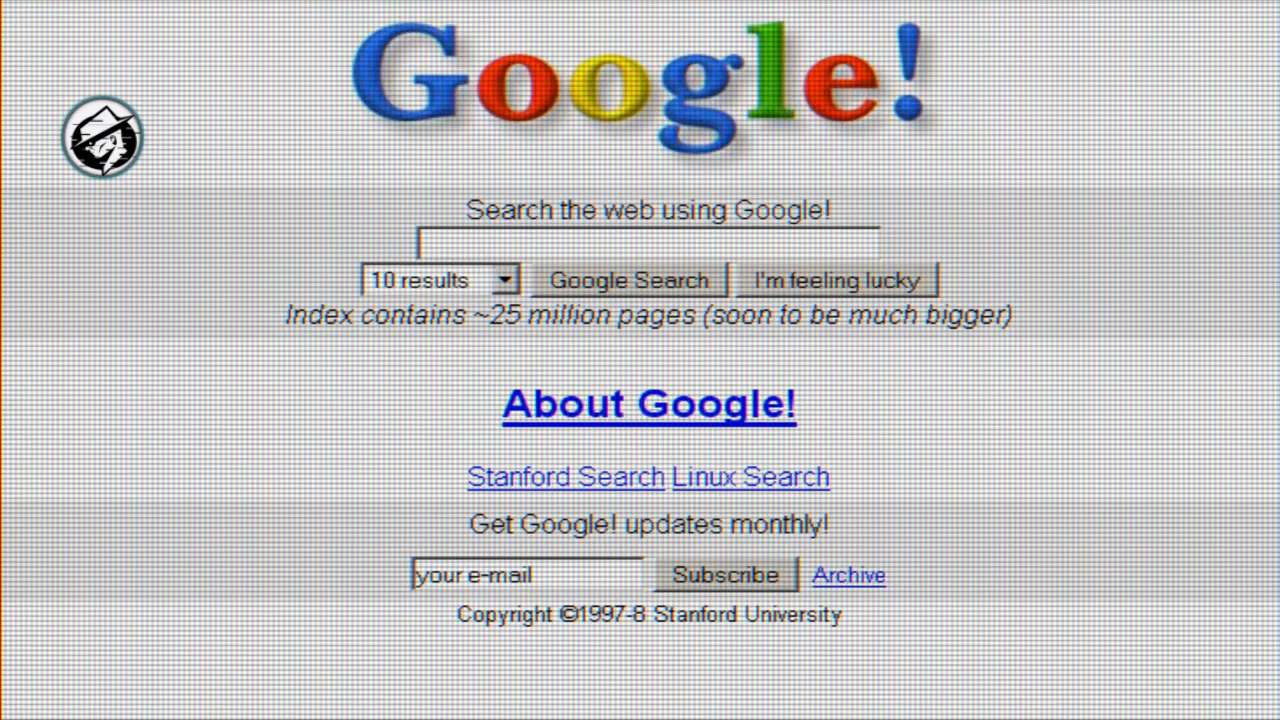 Google!
Search the web using Google!
10 results Google Search I'm feeling lucky
Index contains ~25 million pages (soon to be much bigger)
About Google!
Stanford Search Linux Search
Get Google! updates monthly!
your e-mail Subscribe Archive
Copyright ©1997-8 Stanford University